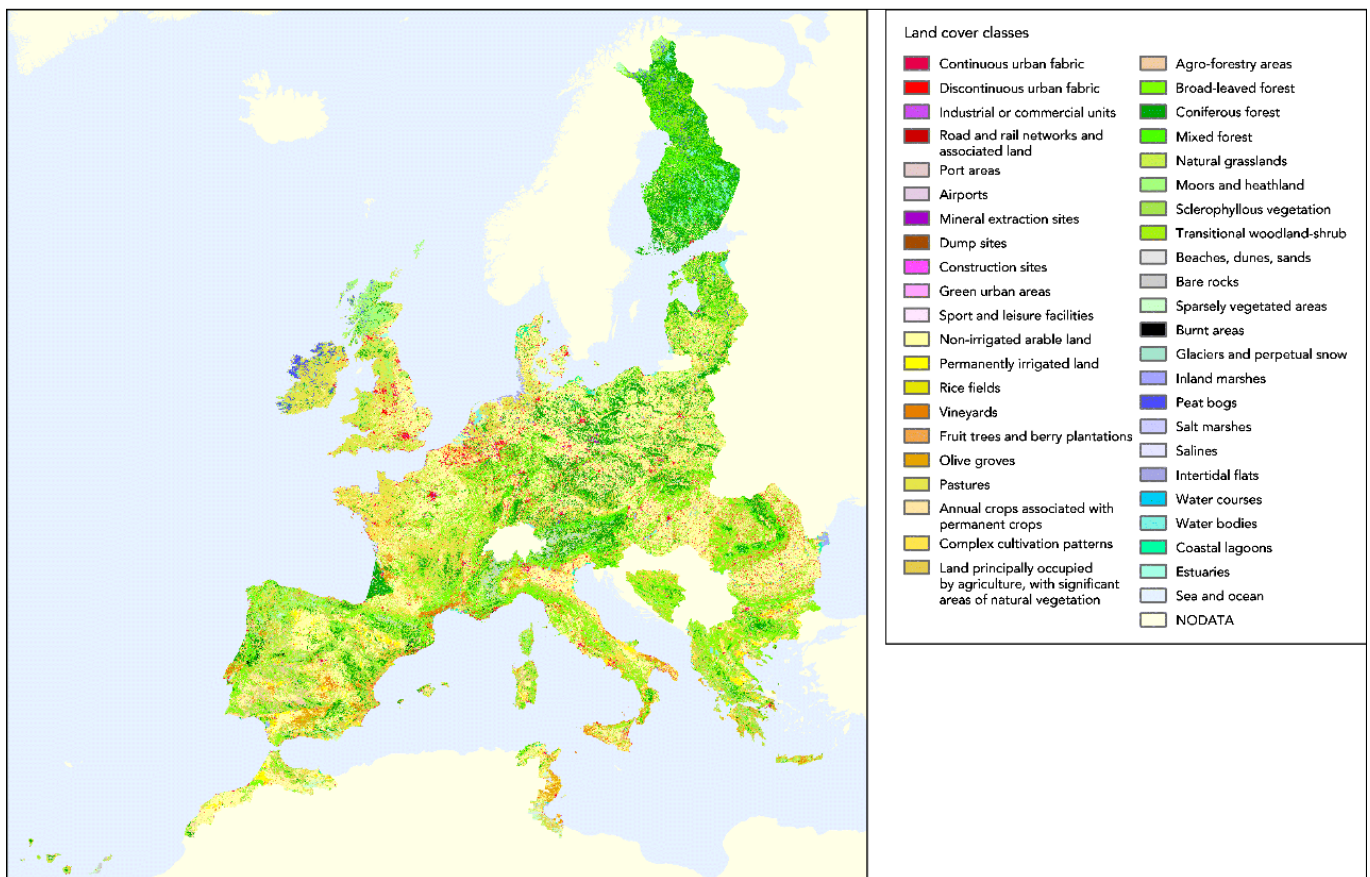 Land cover classes
Continuous urban fabric
Discontinuous urban fabric
Industrial or commercial units
Road and rail networks and
associated land
Port areas
Airports
Mineral extraction sites
Dump sites
Construction sites
Green urban areas
Sport and leisure facilities
Non-irrigated arable land
Permanently irrigated land
Rice fields
Vineyards
Fruit trees and berry plantations
Olive groves
Pastures
Annual crops associated with
permanent crops
Complex cultivation patterns
Land principally occupied
by agriculture, with significant
areas of natural vegetation
Agro-forestry areas
Broad-leaved forest
Coniferous forest
Mixed forest
Natural grasslands
Moors and heathland
Sclerophyllous vegetation
Transitional woodland-shrub
Beaches, dunes, sands
Bare rocks
Sparsely vegetated areas
Burnt areas
Glaciers and perpetual snow
Inland marshes
Peat bogs
Salt marshes
Salines
Intertidal flats
Water courses
Water bodies
Coastal lagoons
Estuaries
Sea and ocean
NODATA